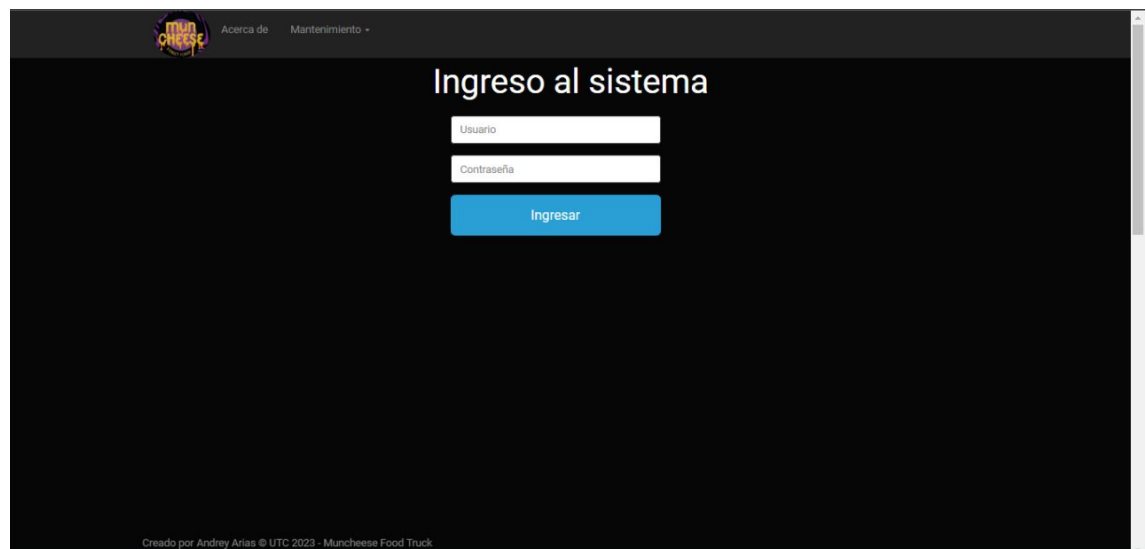 mun
CHEESE
Acerca de
Mantenimiento
Ingreso al sistema
Usuario
Contraseña
Ingresar
Creado por Andrey Arias © UTC 2023 - Muncheese Food Truck